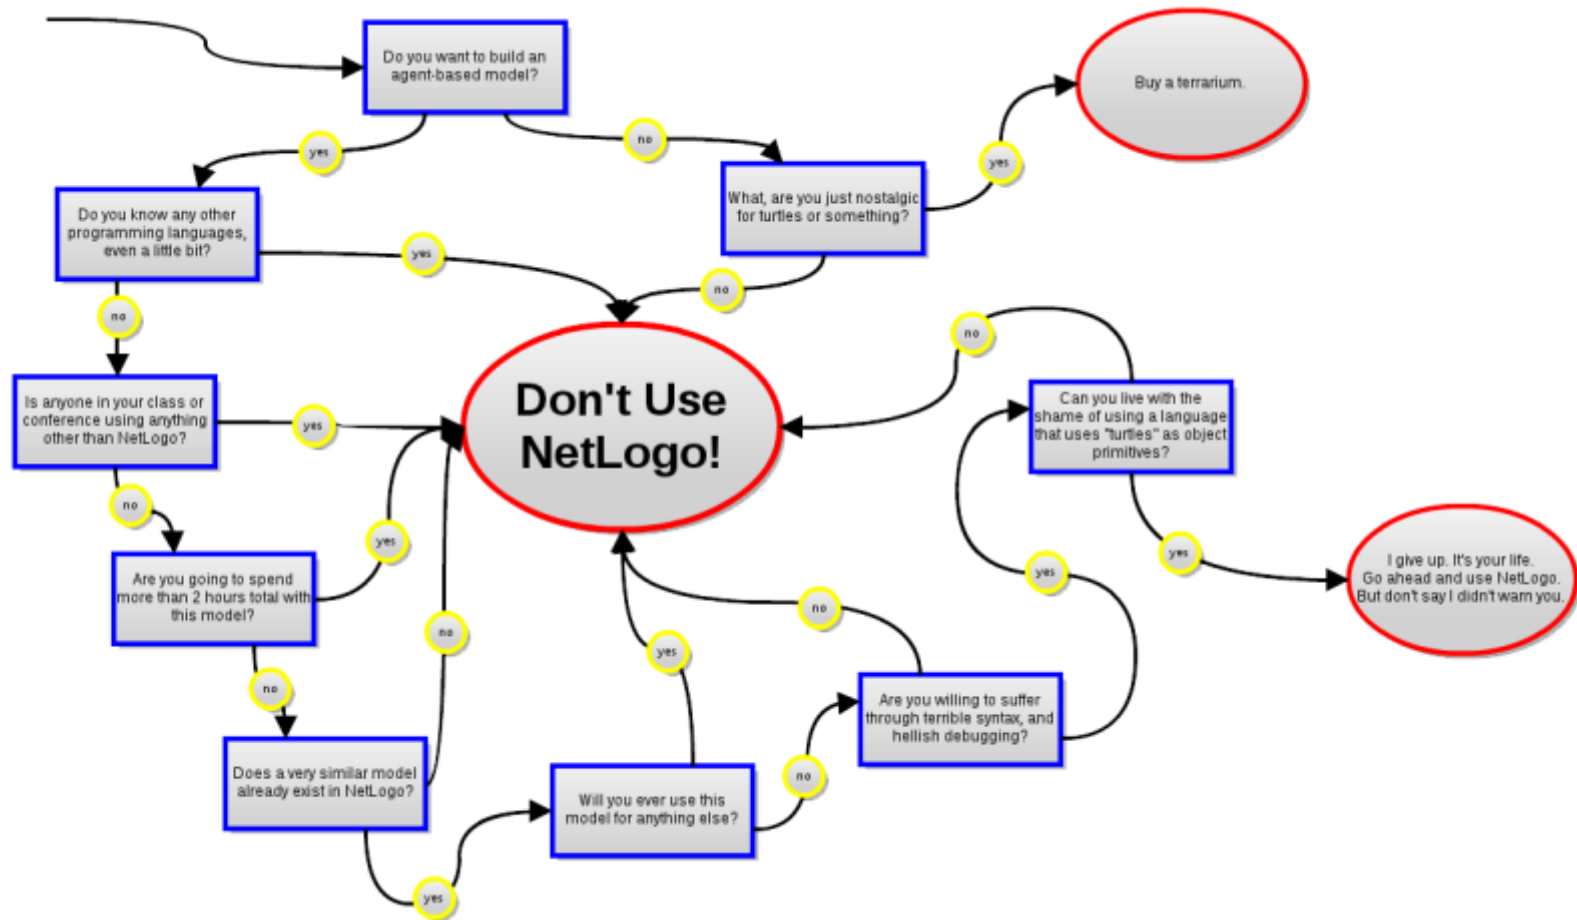 Do you want to build an
agent-based model?
yes
no
Buy a terrarium.
yes
What, are you just nostalgic
for turtles or something?
no
Do you know any other
programming languages,
even a little bit?
yes
no
Don't Use
NetLogo!
Is anyone in your class or
conference using anything
other than NetLogo?
yes
no
Are you going to spend
more than 2 hours total with
this model?
yes
no
Does a very similar model
already exist in NetLogo?
no
yes
Will you ever use this
model for anything else?
yes
no
Are you willing to suffer
through terrible syntax, and
hellish debugging?
no
yes
Can you live with the
shame of using a language
that uses "turtles" as object
primitives?
no
yes
I give up. It's your life.
Go ahead and use NetLogo.
But don't say I didn't warn you.